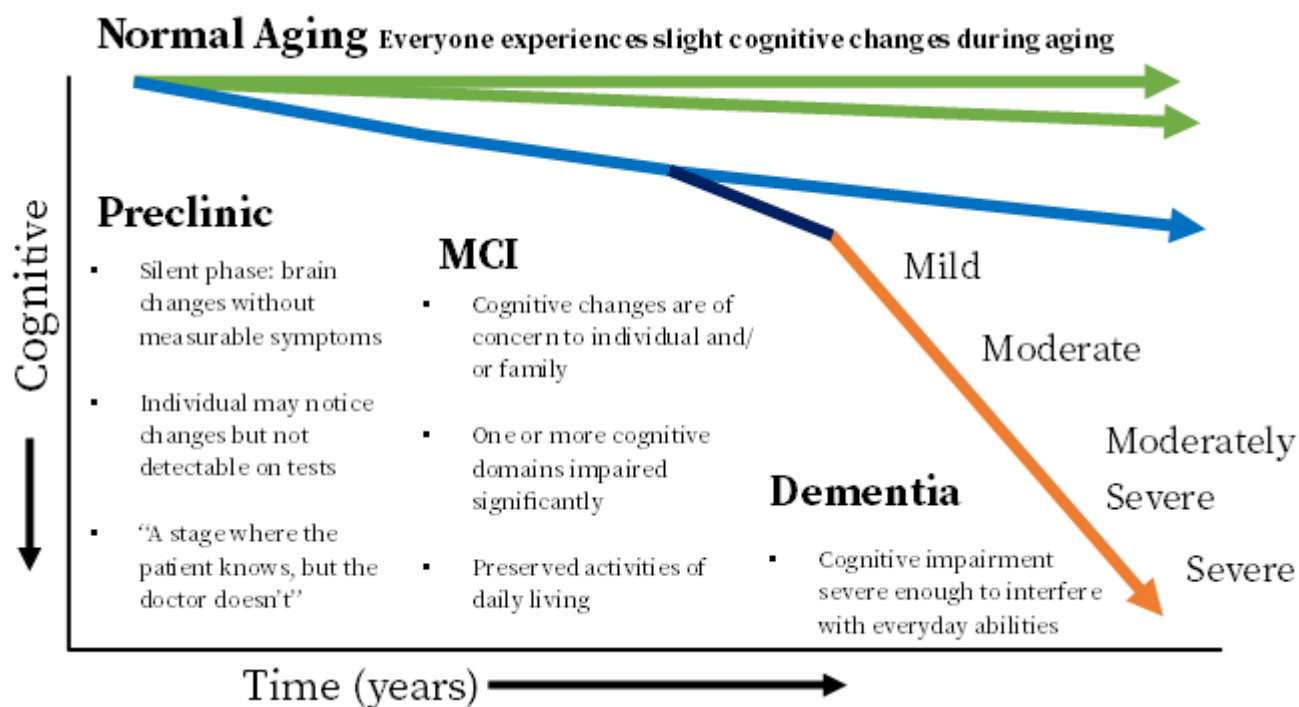 Normal Aging Everyone experiences slight cognitive changes during aging
Cognitive
Preclinic
▪ Silent phase: brain
changes without
measurable symptoms
▪ Individual may notice
changes but not
detectable on tests
▪ “A stage where the
patient knows, but the
doctor doesn’t”
MCI
▪ Cognitive changes are of
concern to individual and/
or family
▪ One or more cognitive
domains impaired
significantly
▪ Preserved activities of
daily living
Dementia
▪ Cognitive impairment
severe enough to interfere
with everyday abilities
Mild
Moderate
Moderately
Severe
Severe
Time (years)